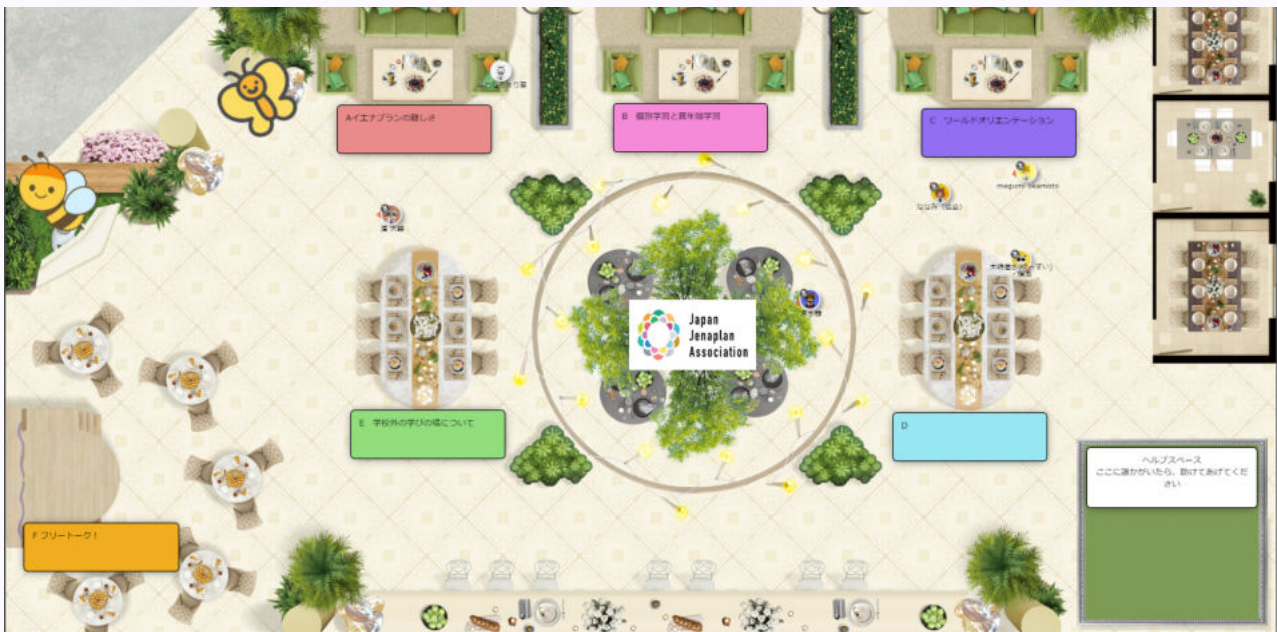 Aイエナプランの難しさ
B 個別学習と異年齢学習
C ワールドオリエンテーション
megumi okamoto
Japan
Jenaplan
Association
E 学校外の学びの場について
D
ヘルプスペース
ここに誰かがいたら、助けてあげてくだ
さい
F フリートーク！